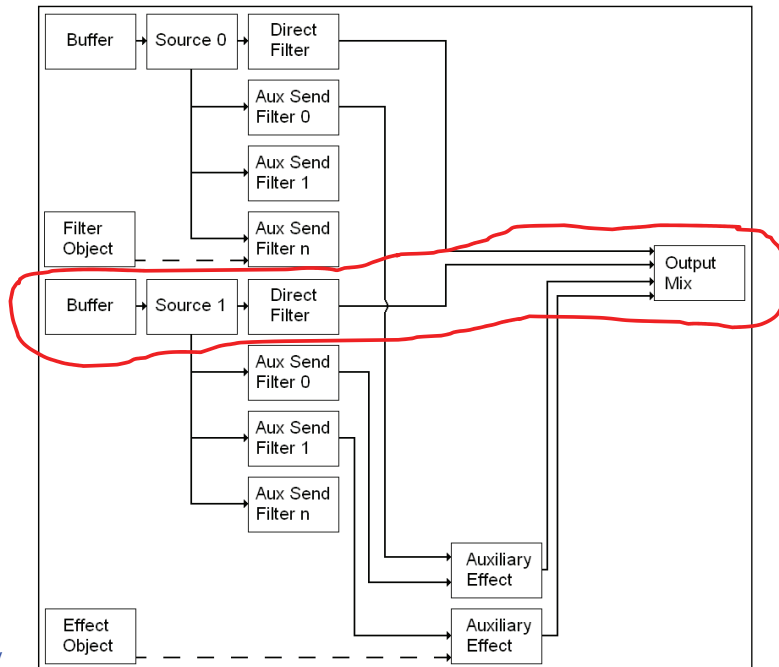 Buffer
Source 0
Direct
Filter
Aux Send
Filter 0
Aux Send
Filter 1
Filter
Object
Aux Send
Filter n
Output
Mix
Buffer
Source 1
Direct
Filter
Aux Send
Filter 0
Aux Send
Filter 1
Aux Send
Filter n
Auxiliary
Effect
Effect
Object
Auxiliary
Effect